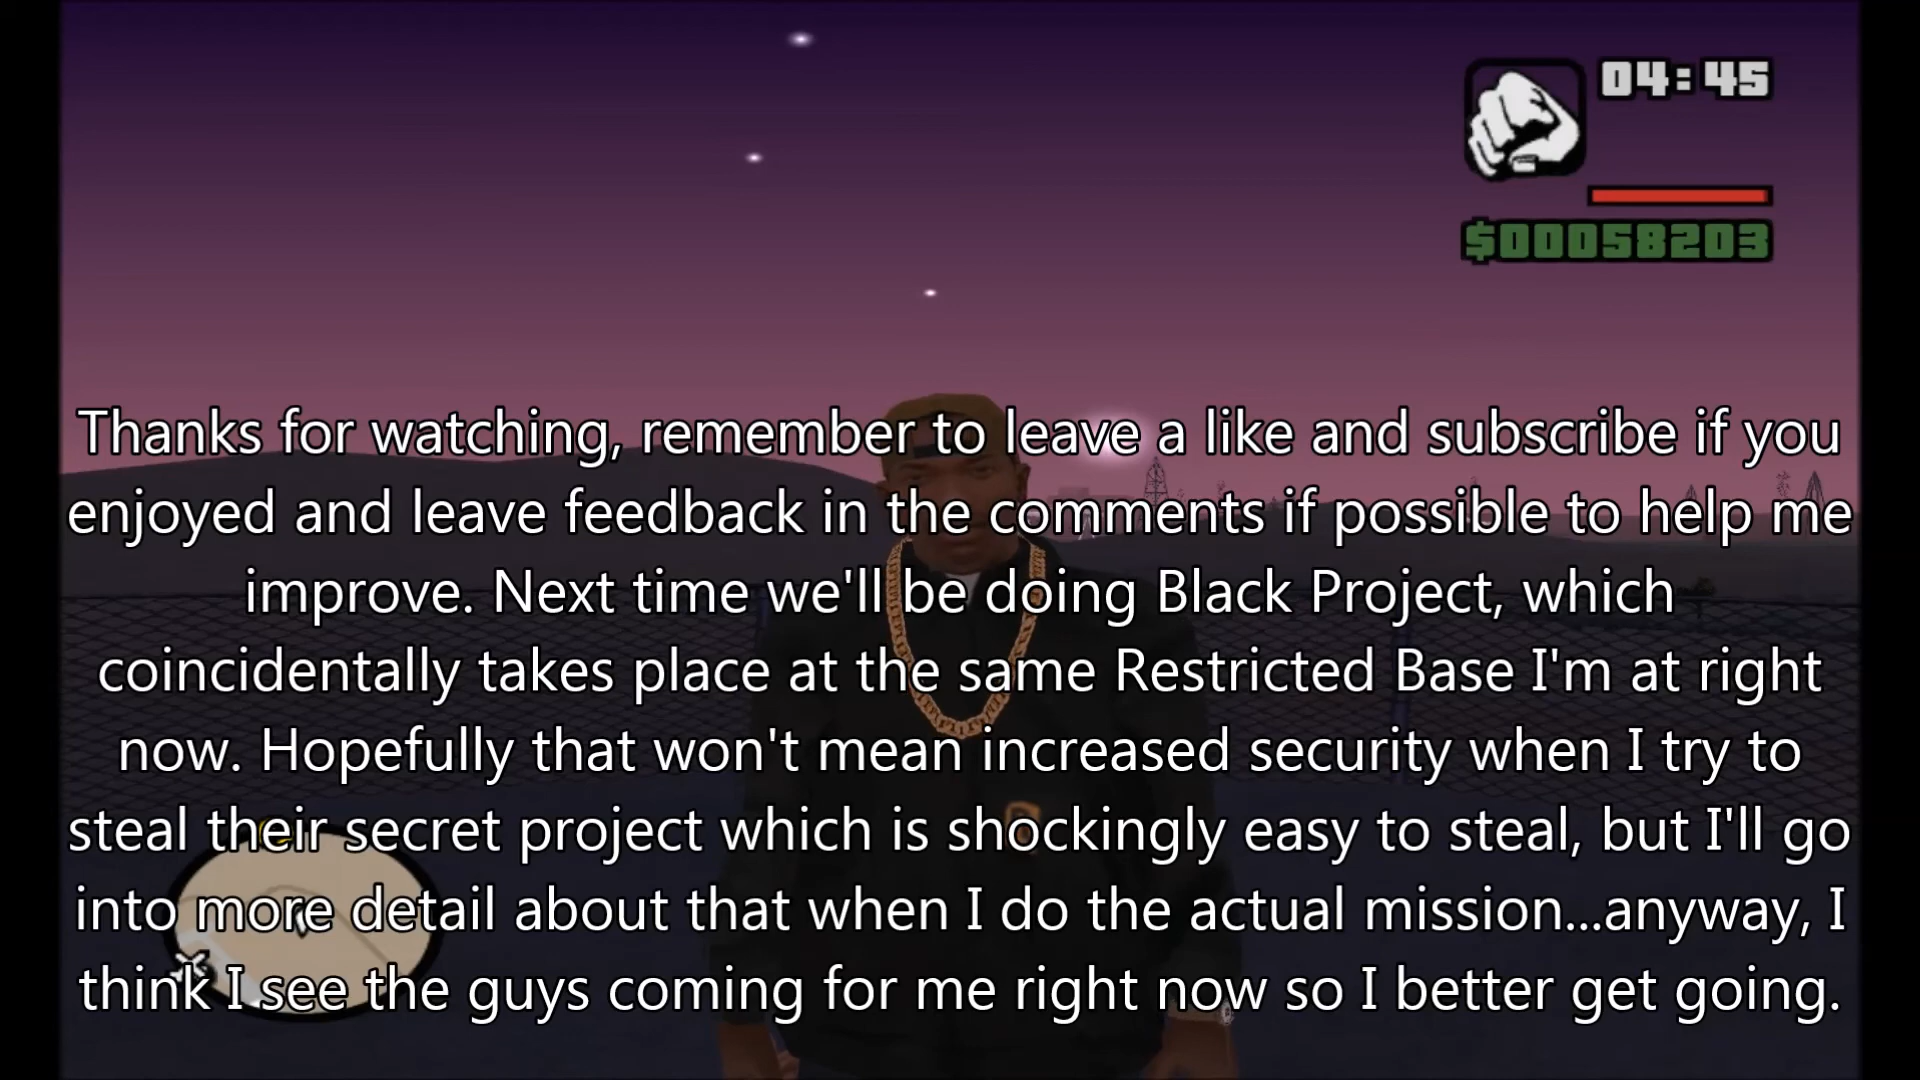 04:45
$00058203
Thanks for watching, remember to leave a like and subscribe if you
enjoyed and leave feedback in the comments if possible to help me
improve. Next time we'll be doing Black Project, which
coincidentally takes place at the same Restricted Base I'm at right
now. Hopefully that won't mean increased security when I try to
steal their secret project which is shockingly easy to steal, but I'll go
into more detail about that when I do the actual mission...anyway, I
think I see the guys coming for me right now so I better get going.